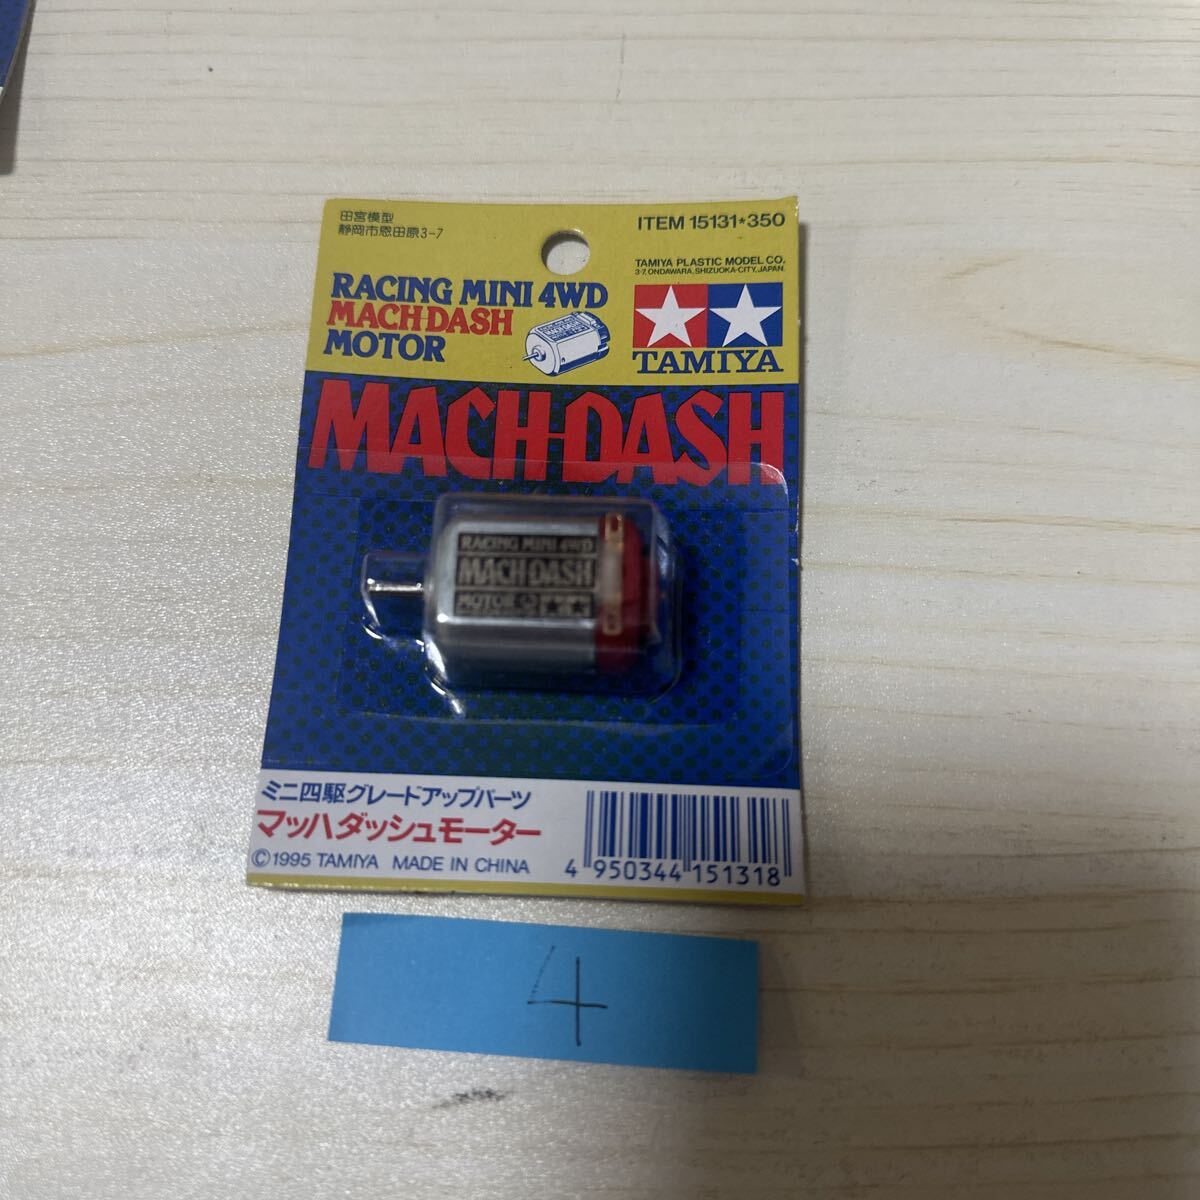 田宮模型
静岡市恩田原3-7
ITEM 15131*350
TAMIYA PLASTIC MODEL CO.
3-7, ONDAWARA, SHIZUOKA-CITY, JAPAN.
RACING MINI 4WD
MACH-DASH
MOTOR
TAMIYA
MACH-DASH
RACING MINI 4WD
MACH-DASH
MOTOR
ミニ四駆グレードアップパーツ
マッハダッシュモーター
©1995 TAMIYA MADE IN CHINA
4 950344 151318
4